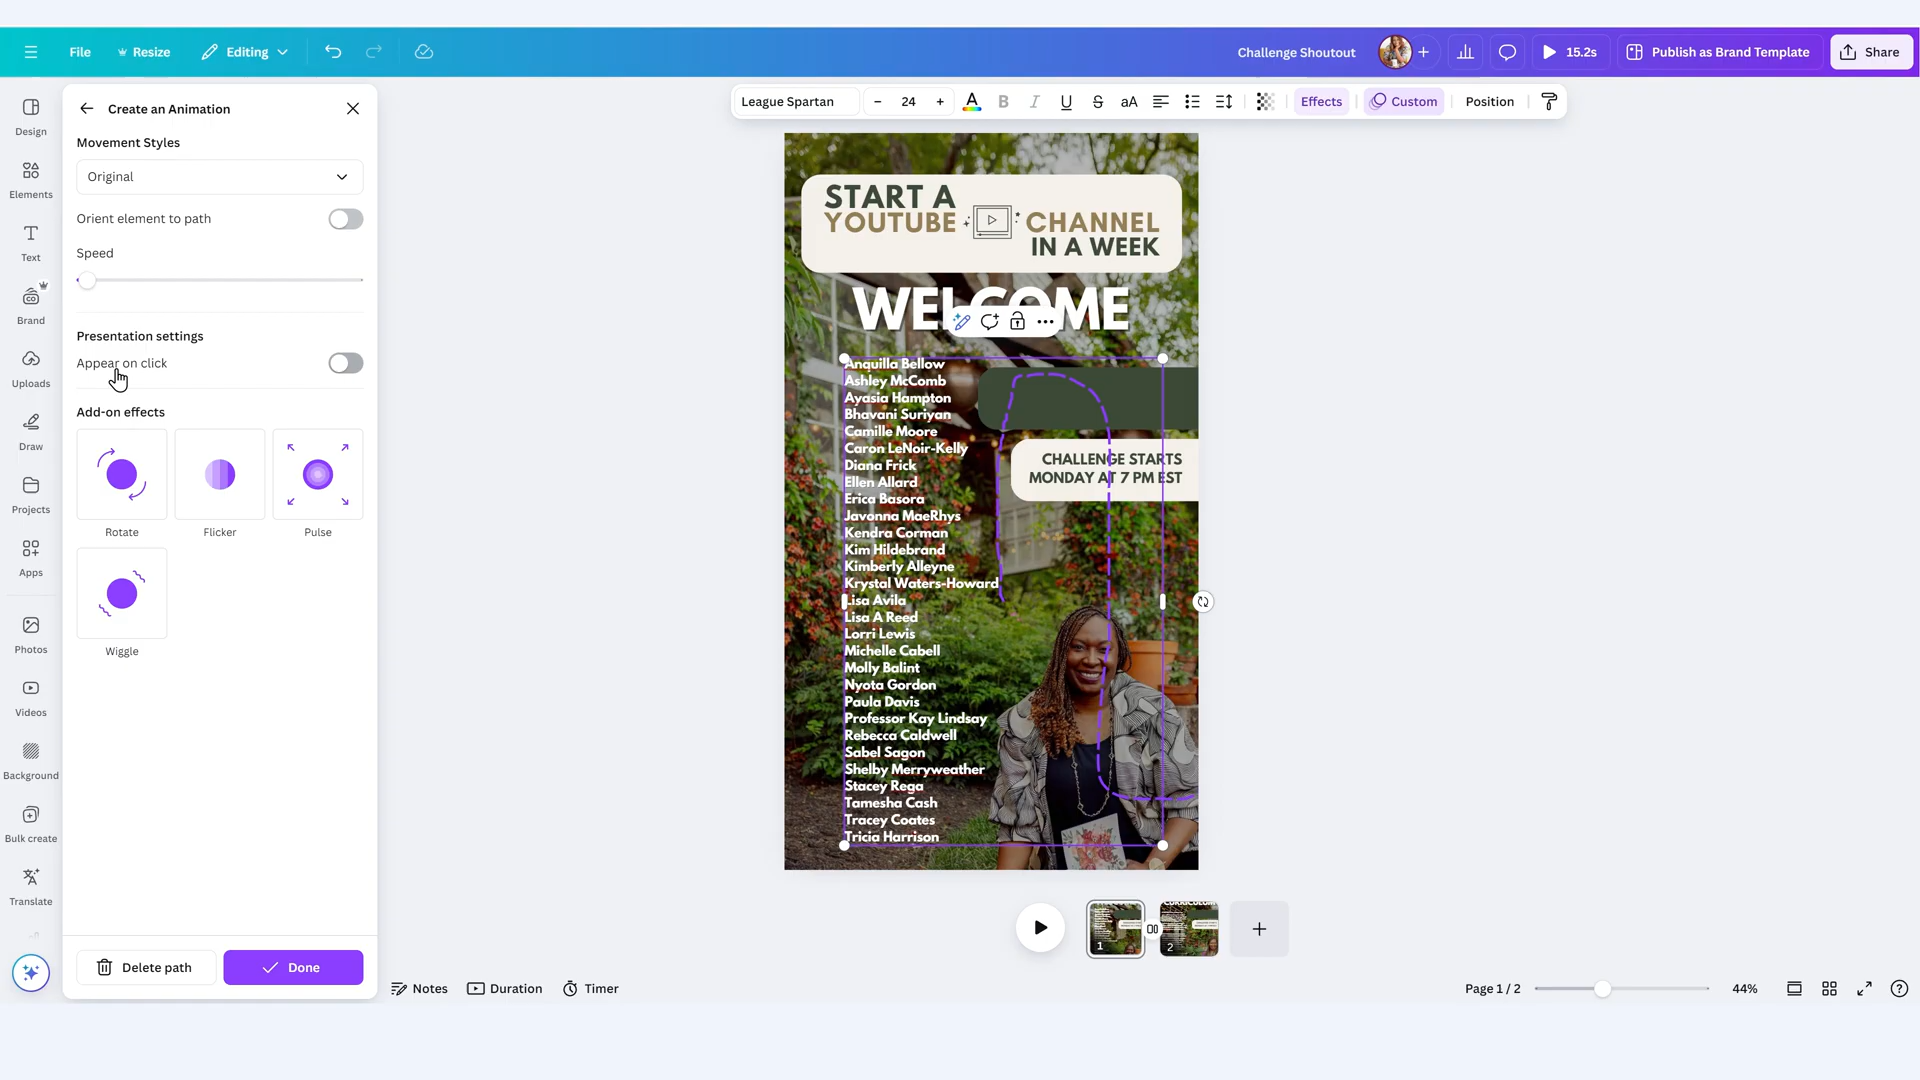 File
Resize
Editing
Challenge Shoutout
15.2s
Publish as Brand Template
Share
Design
Elements
Text
Brand
Uploads
Draw
Projects
Apps
Photos
Videos
Background
Bulk create
Translate
Create an Animation
Movement Styles
Original
Orient element to path
Speed
Presentation settings
Appear on click
Add-on effects
Rotate
Flicker
Pulse
Wiggle
Delete path
Done
League Spartan
– 24 +
A B I U S aA
Effects
Custom
Position
START A
YOUTUBE CHANNEL
IN A WEEK
WELCOME
Anquilla Bellow
Ashley McComb
Ayasia Hampton
Bhavani Suriyan
Camille Moore
Caron LeNoir-Kelly
Diana Frick
Ellen Allard
Erica Basora
Javonna MaeRhys
Kendra Corman
Kim Hildebrand
Kimberly Alleyne
Krystal Waters-Howard
Lisa Avila
Lisa A Reed
Lorri Lewis
Michelle Cabell
Molly Balint
Nyota Gordon
Paula Davis
Professor Kay Lindsay
Rebecca Caldwell
Sabel Sagon
Shelby Merryweather
Stacey Rega
Tamesha Cash
Tracey Coates
Tricia Harrison
CHALLENGE STARTS
MONDAY AT 7 PM EST
1
2
Notes
Duration
Timer
Page 1 / 2
44%